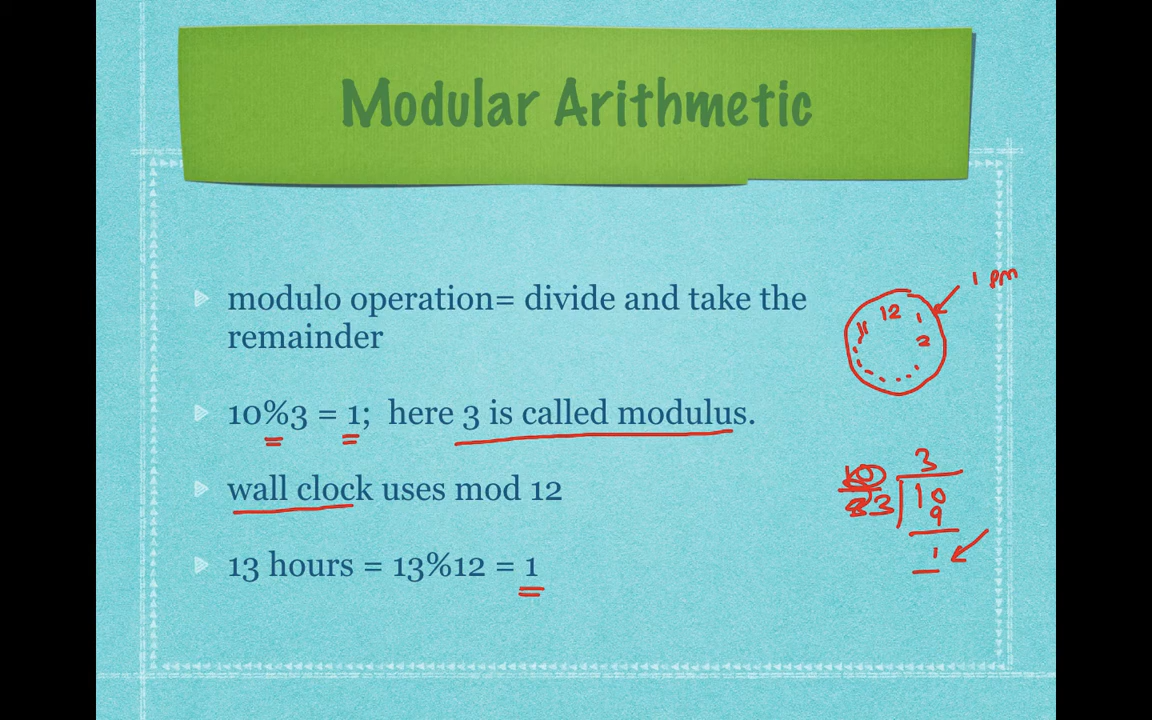 Modular Arithmetic
modulo operation= divide and take the
remainder
10%3 = 1; here 3 is called modulus.
wall clock uses mod 12
13 hours = 13%12 = 1
1 pm
12
11
1
2
3
3
10
9
1